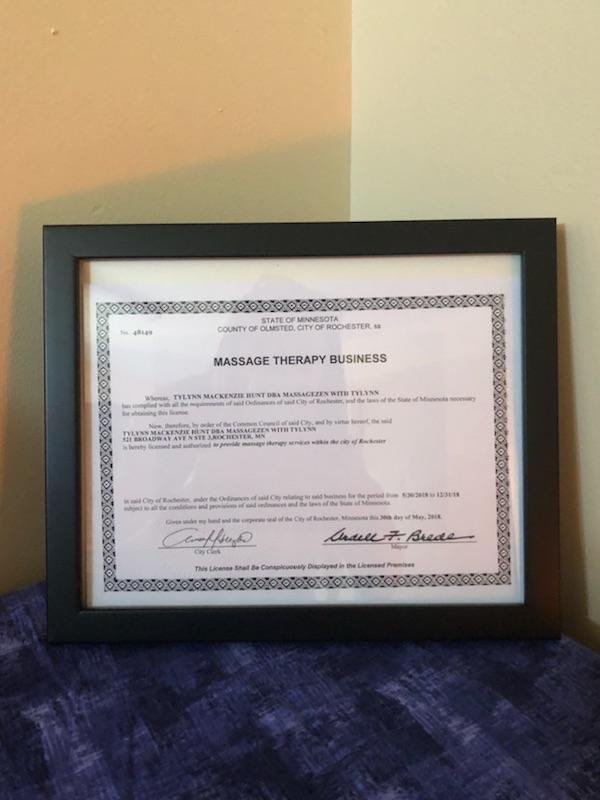 STATE OF MINNESOTA
COUNTY OF OLMSTED, CITY OF ROCHESTER, ss
No. 48149
MASSAGE THERAPY BUSINESS
Whereas, TYLYNN MACKENZIE HUNT DBA MASSAGEZEN WITH TYLYNN
has complied with all the requirements of said Ordinances of said City of Rochester, and the laws of the State of Minnesota necessary
for obtaining this license.
Now, therefore, by order of the Common Council of said City, and by virtue hereof, the said
TYLYNN MACKENZIE HUNT DBA MASSAGEZEN WITH TYLYNN
521 BROADWAY AVE N STE 3,ROCHESTER, MN
is hereby licensed and authorized to provide massage therapy services within the city of Rochester
in said City of Rochester, under the Ordinances of said City relating to said business for the period from 5/30/2018 to 12/31/18
subject to all the conditions and provisions of said ordinances and the laws of the State of Minnesota.
Given under my hand and the corporate seal of the City of Rochester, Minnesota this 30th day of May, 2018.
Ardell F. Brede
City Clerk
Mayor
This License Shall Be Conspicuously Displayed in the Licensed Premises